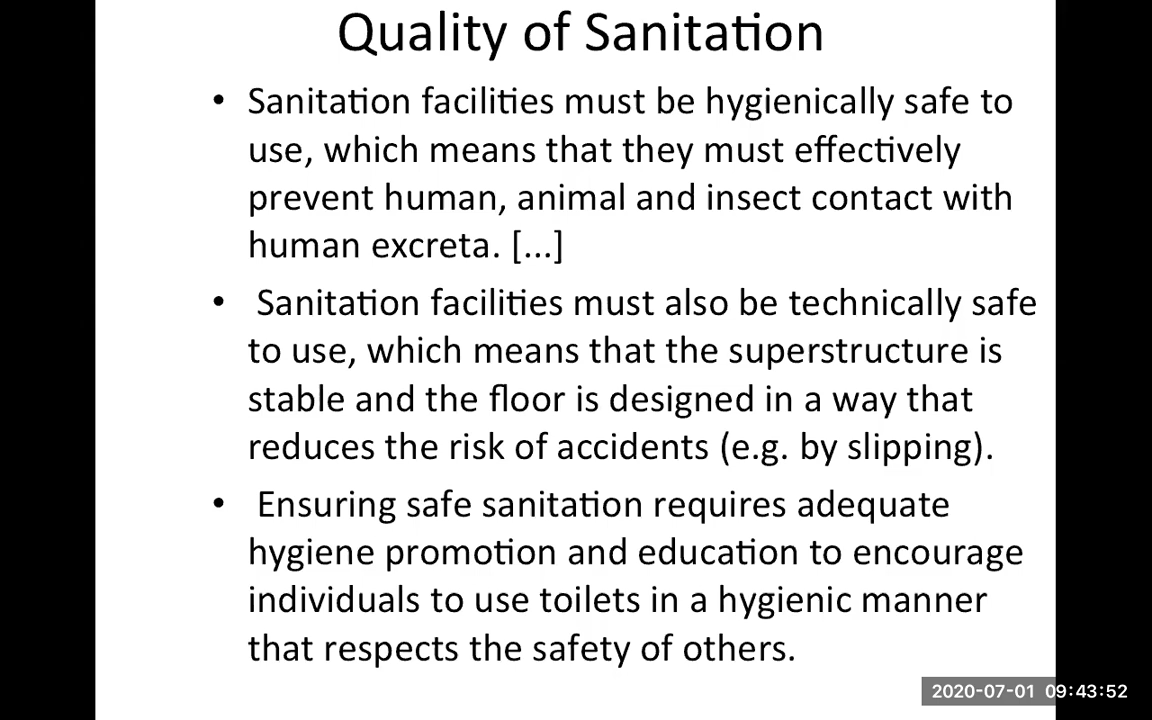 Quality of Sanitation
• Sanitation facilities must be hygienically safe to
use, which means that they must effectively
prevent human, animal and insect contact with
human excreta. [...]
• Sanitation facilities must also be technically safe
to use, which means that the superstructure is
stable and the floor is designed in a way that
reduces the risk of accidents (e.g. by slipping).
• Ensuring safe sanitation requires adequate
hygiene promotion and education to encourage
individuals to use toilets in a hygienic manner
that respects the safety of others.
2020-07-01 09:43:52